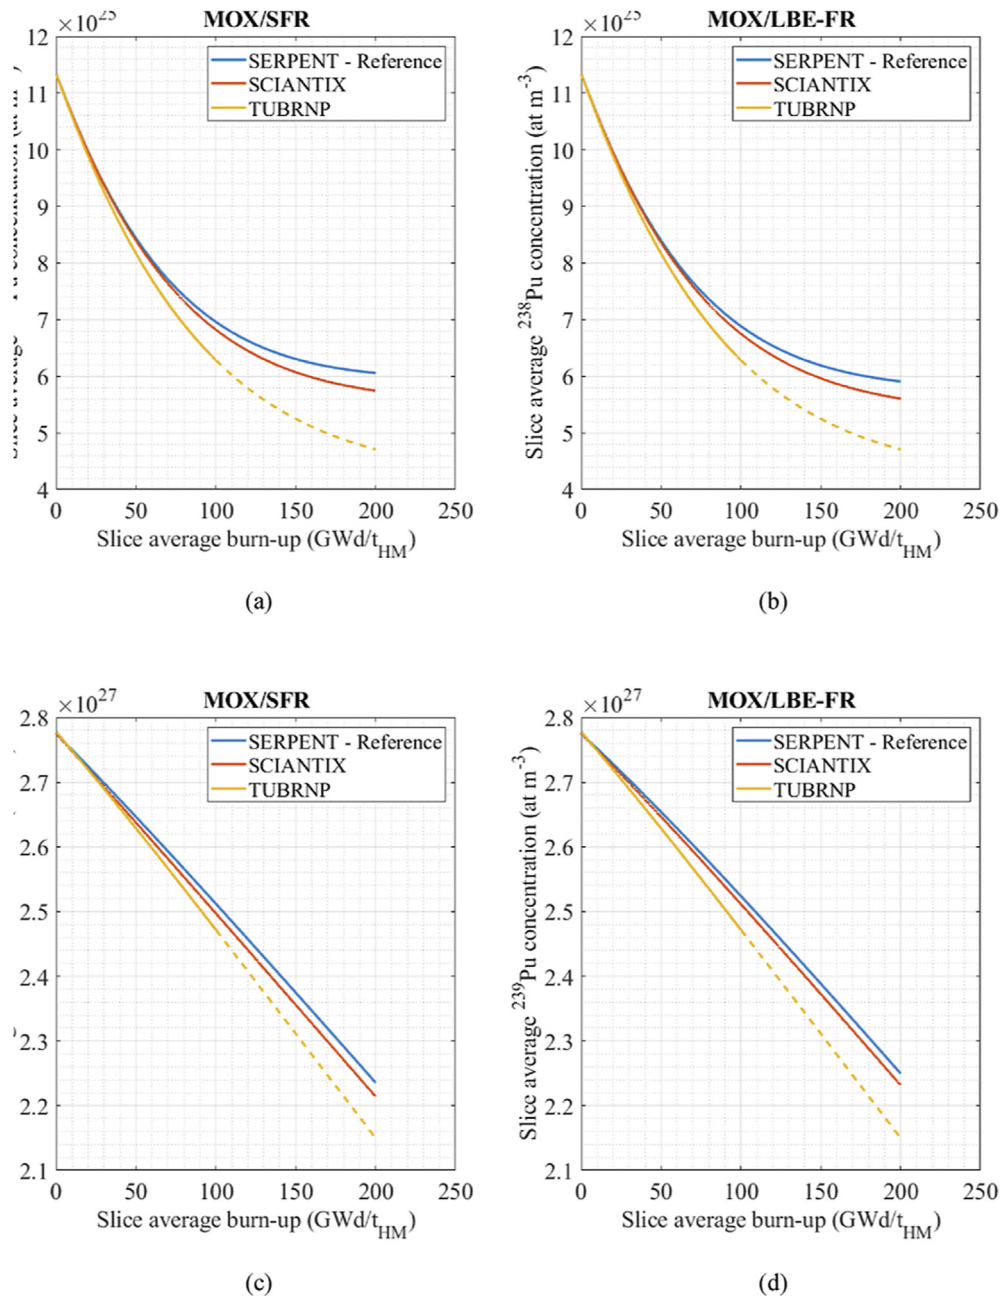 ×10^25
MOX/SFR
12
11
10
9
8
7
6
5
4
SERPENT - Reference
SCIANTIX
TUBRNP
0 50 100 150 200 250
Slice average burn-up (GWd/t_HM)
(a)
×10^25
MOX/LBE-FR
12
11
10
9
8
7
6
5
4
Slice average ^238Pu concentration (at m^-3)
SERPENT - Reference
SCIANTIX
TUBRNP
0 50 100 150 200 250
Slice average burn-up (GWd/t_HM)
(b)
×10^27
MOX/SFR
2.8
2.7
2.6
2.5
2.4
2.3
2.2
2.1
SERPENT - Reference
SCIANTIX
TUBRNP
0 50 100 150 200 250
Slice average burn-up (GWd/t_HM)
(c)
×10^27
MOX/LBE-FR
2.8
2.7
2.6
2.5
2.4
2.3
2.2
2.1
Slice average ^239Pu concentration (at m^-3)
SERPENT - Reference
SCIANTIX
TUBRNP
0 50 100 150 200 250
Slice average burn-up (GWd/t_HM)
(d)